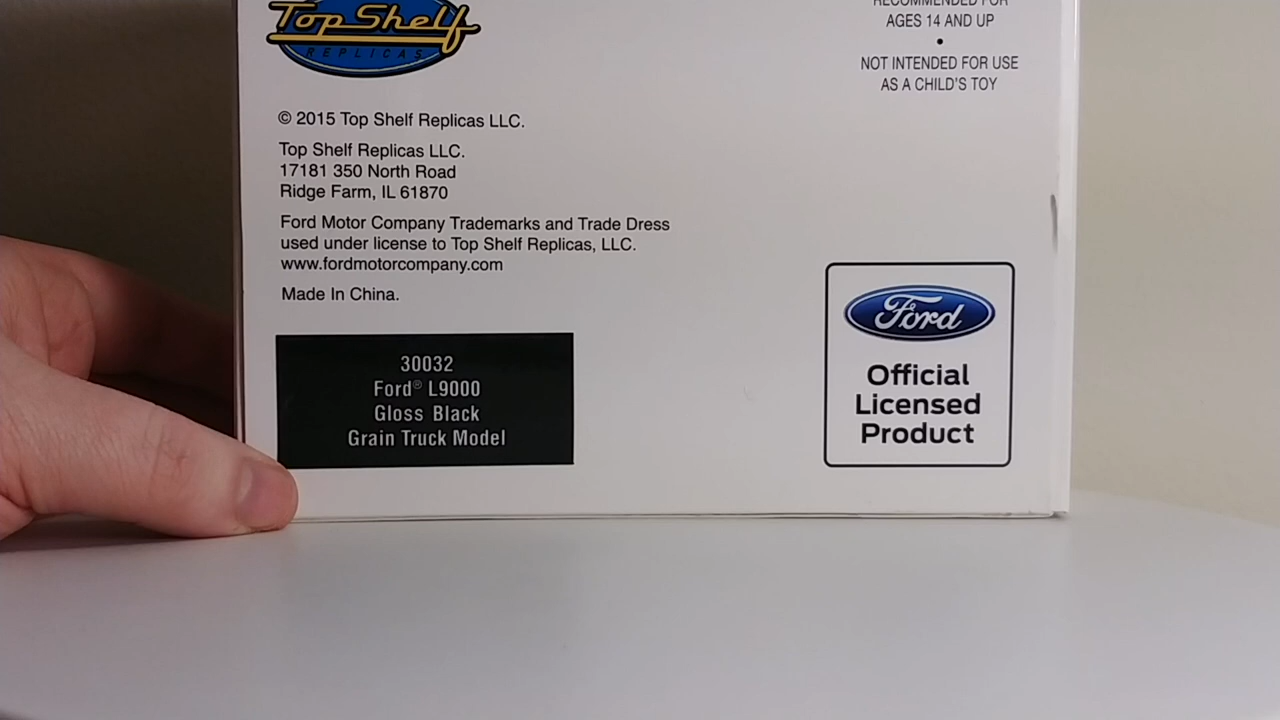 Top Shelf
REPLICAS
RECOMMENDED FOR
AGES 14 AND UP
•
NOT INTENDED FOR USE
AS A CHILD'S TOY
© 2015 Top Shelf Replicas LLC.
Top Shelf Replicas LLC.
17181 350 North Road
Ridge Farm, IL 61870
Ford Motor Company Trademarks and Trade Dress
used under license to Top Shelf Replicas, LLC.
www.fordmotorcompany.com
Made In China.
30032
Ford® L9000
Gloss Black
Grain Truck Model
Ford
Official
Licensed
Product